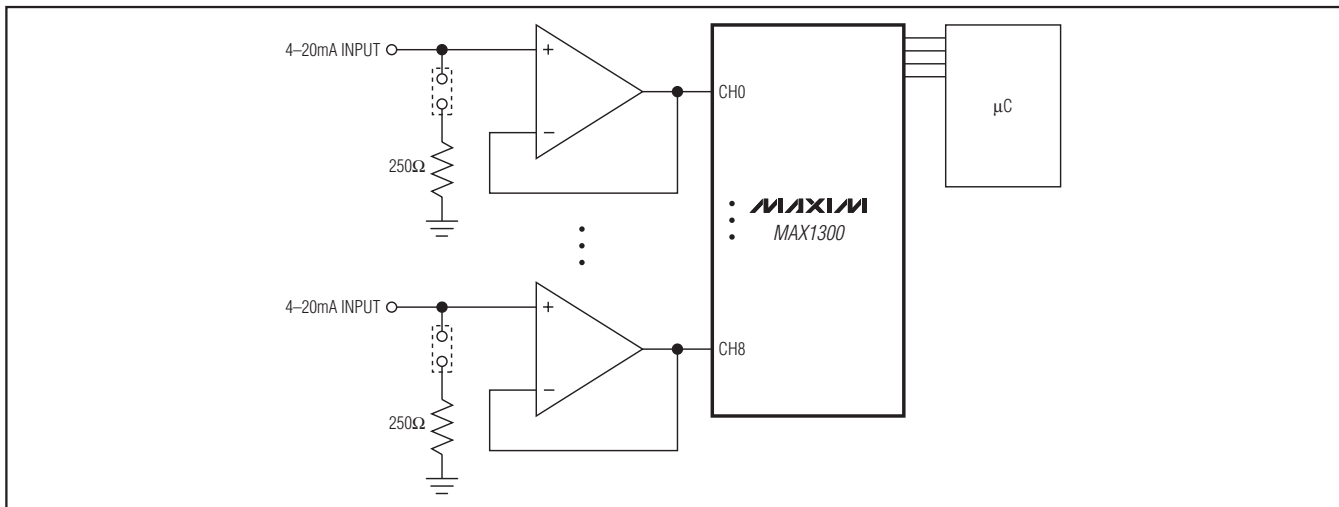 4–20mA INPUT
+
−
250Ω
CH0
µC
MAXIM
MAX1300
4–20mA INPUT
+
−
250Ω
CH8